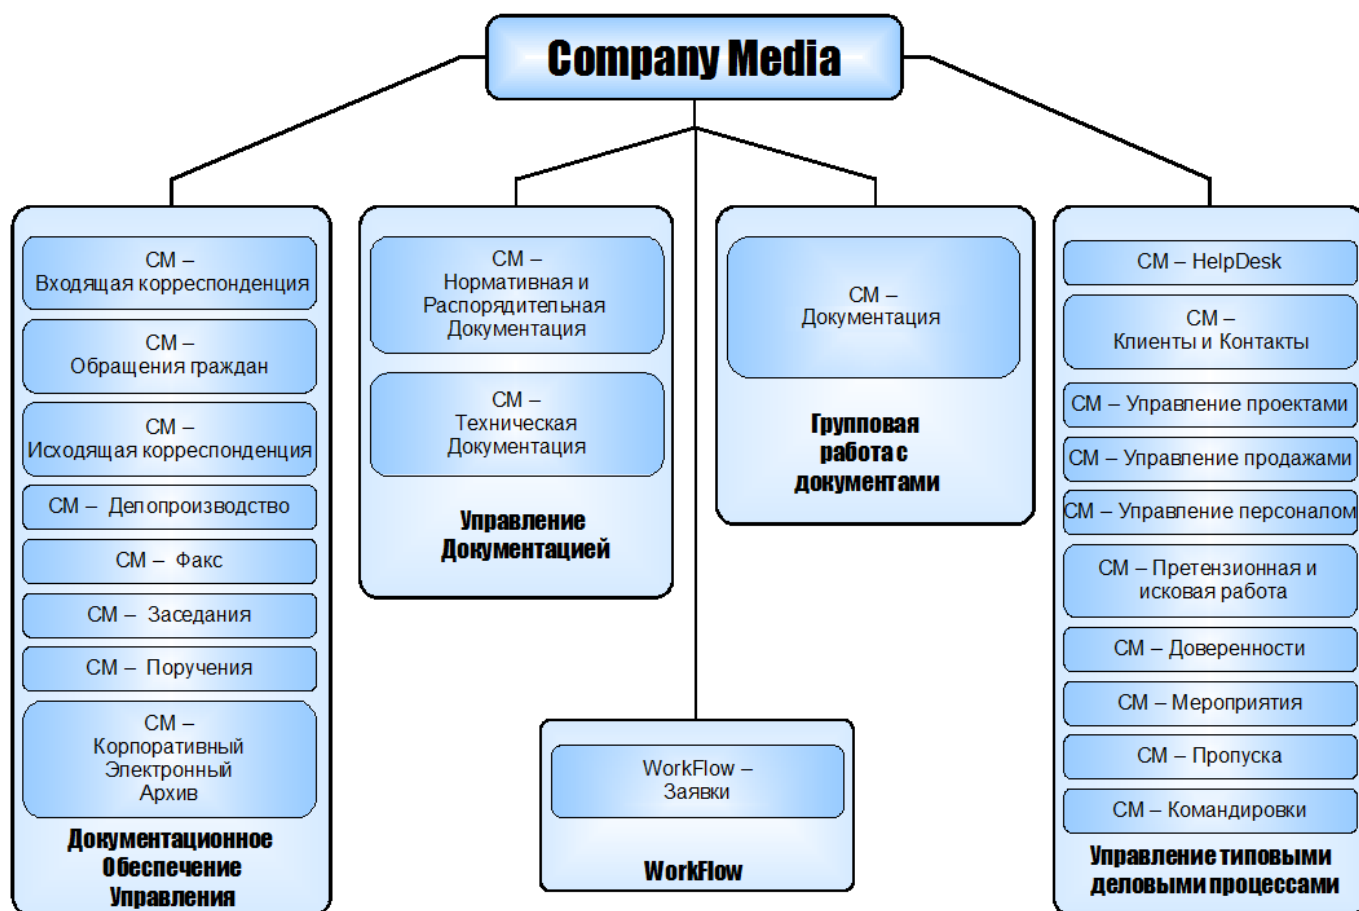 Company Media
СМ –
Входящая корреспонденция
СМ –
Обращения граждан
СМ –
Исходящая корреспонденция
СМ – Делопроизводство
СМ – Факс
СМ – Заседания
СМ – Поручения
СМ –
Корпоративный
Электронный
Архив
Документационное
Обеспечение
Управления
СМ –
Нормативная и
Распорядительная
Документация
СМ –
Техническая
Документация
Управление
Документацией
СМ –
Документация
Групповая
работа с
документами
WorkFlow –
Заявки
WorkFlow
СМ – HelpDesk
СМ –
Клиенты и Контакты
СМ – Управление проектами
СМ – Управление продажами
СМ – Управление персоналом
СМ – Претензионная и
исковая работа
СМ – Доверенности
СМ – Мероприятия
СМ – Пропуска
СМ – Командировки
Управление типовыми
деловыми процессами